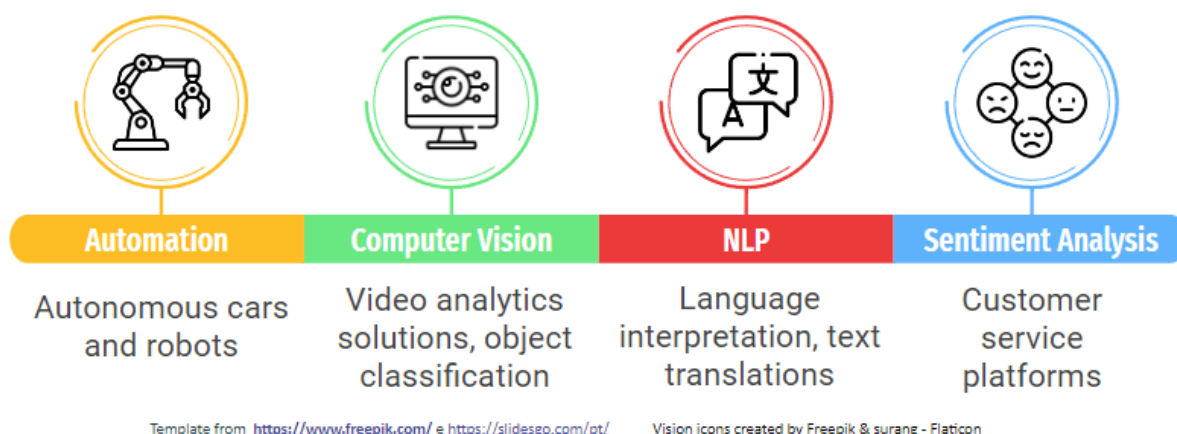 A
文
Automation
Computer Vision
NLP
Sentiment Analysis
Autonomous cars
and robots
Video analytics
solutions, object
classification
Language
interpretation, text
translations
Customer
service
platforms
Template from https://www.freepik.com/ e https://slidesgo.com/pt/
Vision icons created by Freepik & surang - Flaticon